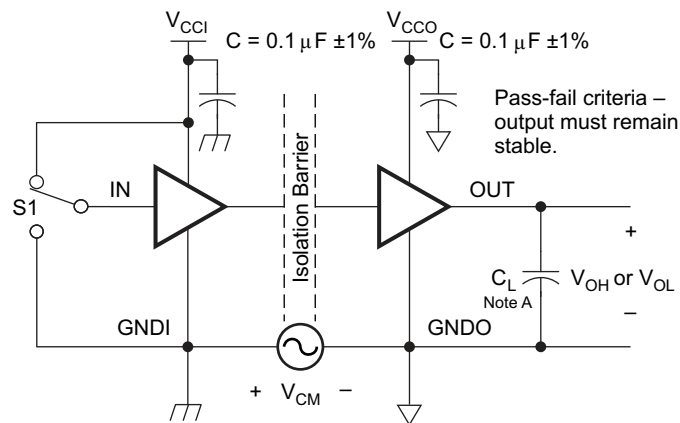 V_CCI
C = 0.1 μF ±1%
V_CCO
C = 0.1 μF ±1%
Pass-fail criteria –
output must remain
stable.
IN
S1
Isolation Barrier
OUT
+
C_L
Note A
V_OH or V_OL
–
GNDI
GNDO
+ V_CM –